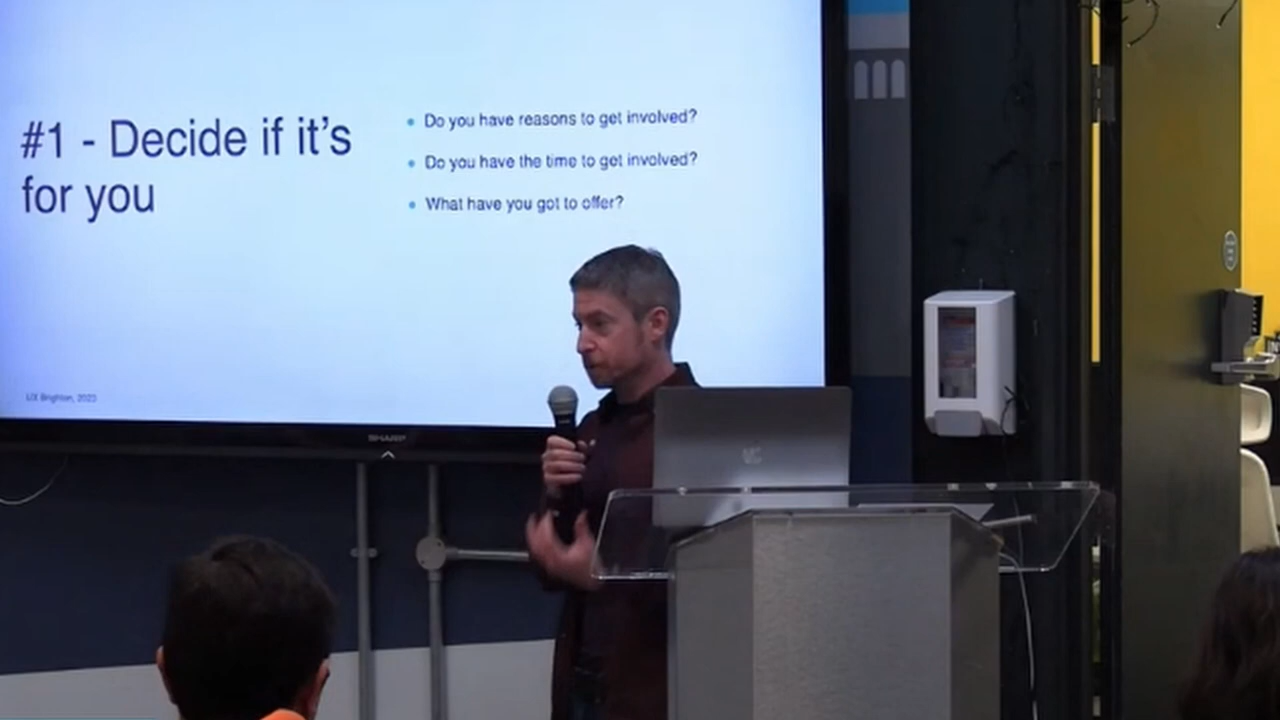 #1 - Decide if it's
for you
Do you have reasons to get involved?
Do you have the time to get involved?
What have you got to offer?
UX Brighton, 2023
SHARP